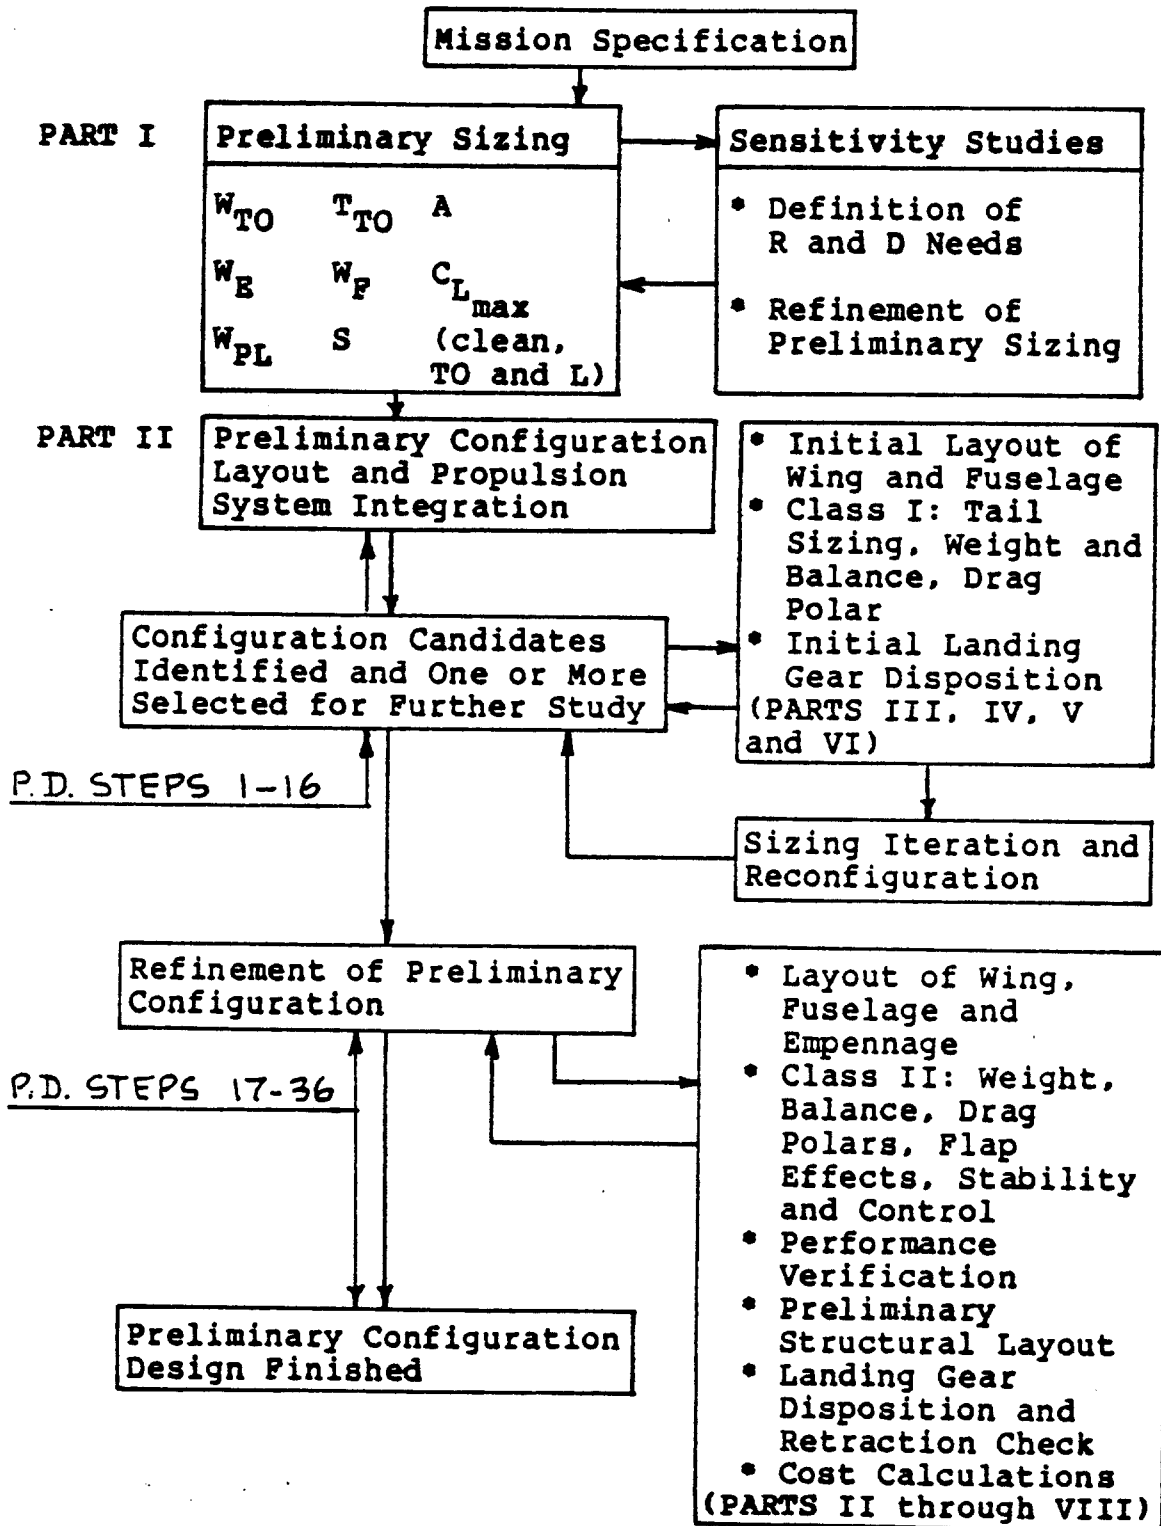 Mission Specification
PART I
Preliminary Sizing
W_TO T_TO A
W_E W_F C_L_max
W_PL S (clean,
TO and L)
Sensitivity Studies
* Definition of
R and D Needs
* Refinement of
Preliminary Sizing
PART II
Preliminary Configuration
Layout and Propulsion
System Integration
* Initial Layout of
Wing and Fuselage
* Class I: Tail
Sizing, Weight and
Balance, Drag
Polar
* Initial Landing
Gear Disposition
(PARTS III, IV, V
and VI)
Configuration Candidates
Identified and One or More
Selected for Further Study
P.D. STEPS 1-16
Sizing Iteration and
Reconfiguration
Refinement of Preliminary
Configuration
P.D. STEPS 17-36
* Layout of Wing,
Fuselage and
Empennage
* Class II: Weight,
Balance, Drag
Polars, Flap
Effects, Stability
and Control
* Performance
Verification
* Preliminary
Structural Layout
* Landing Gear
Disposition and
Retraction Check
* Cost Calculations
(PARTS II through VIII)
Preliminary Configuration
Design Finished